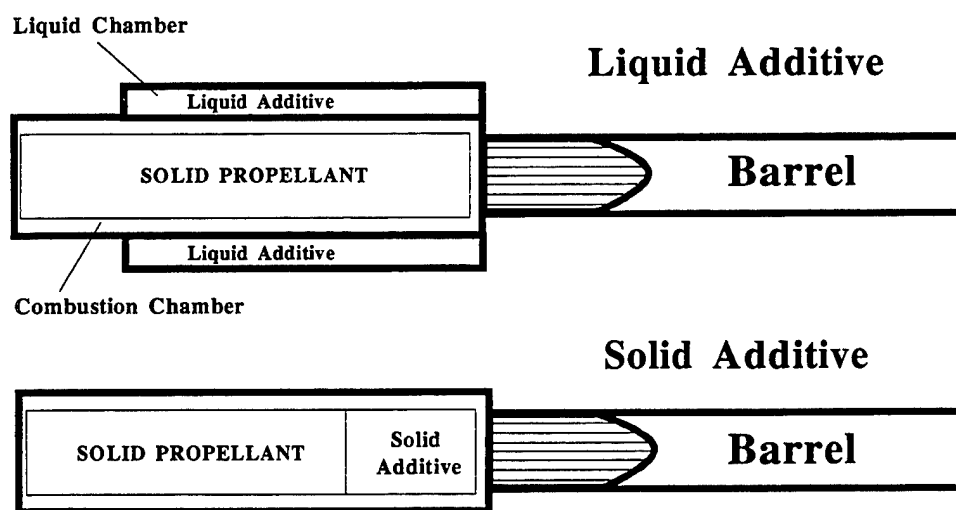 Liquid Chamber
Liquid Additive
Liquid Additive
SOLID PROPELLANT
Barrel
Liquid Additive
Combustion Chamber
Solid Additive
SOLID PROPELLANT
Solid
Additive
Barrel